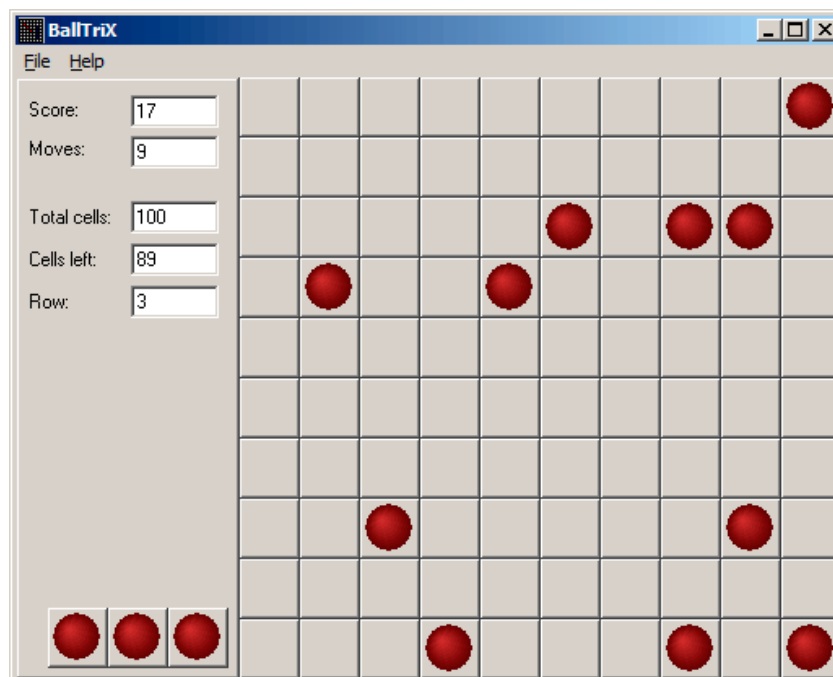 BallTriX
File Help
Score: 17
Moves: 9
Total cells: 100
Cells left: 89
Row: 3